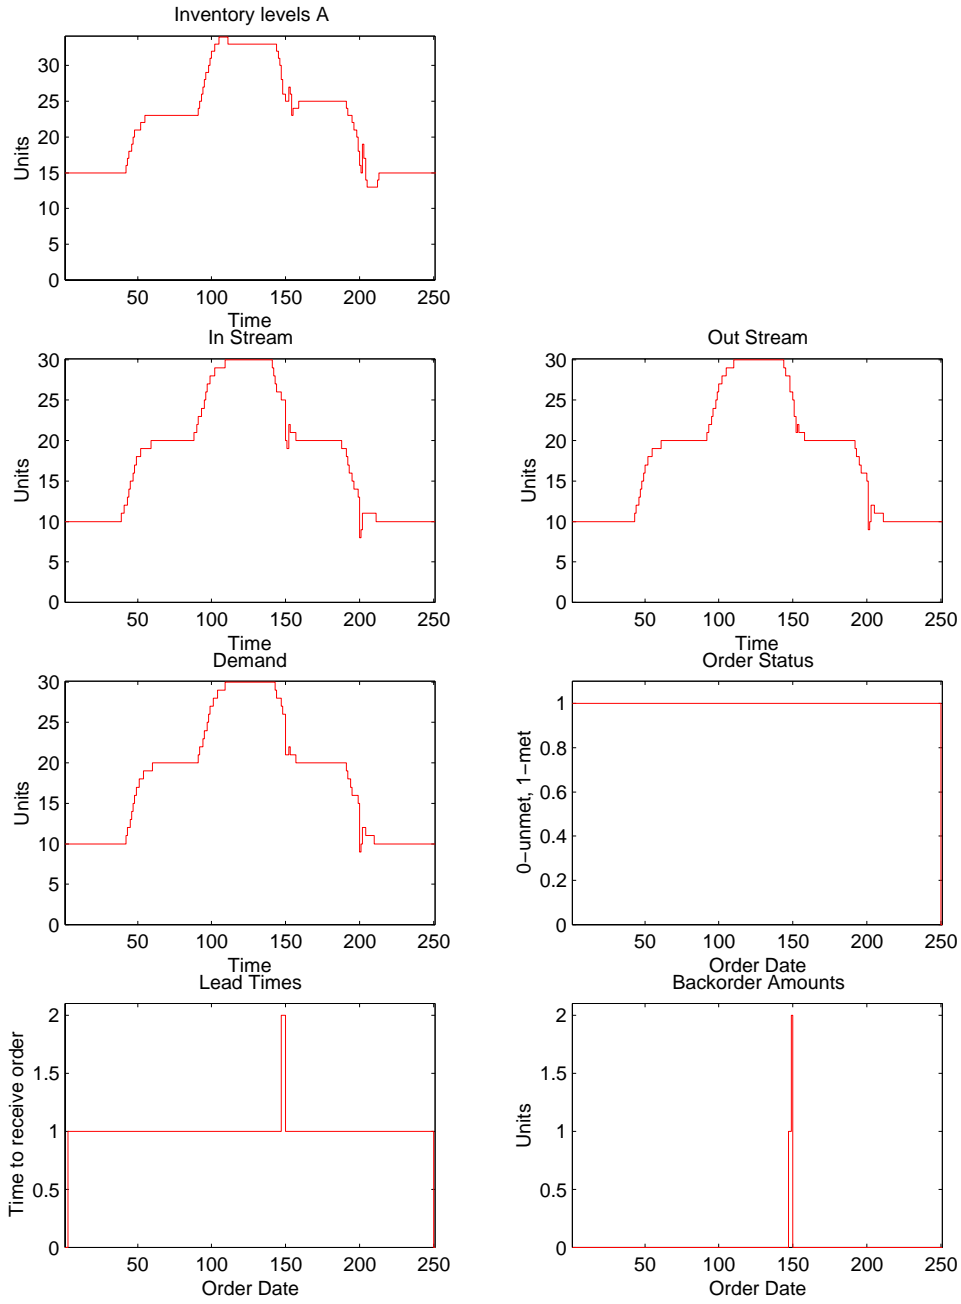 Inventory levels A
Units
30
25
20
15
10
5
0
50 100 150 200 250
Time
In Stream
Units
30
25
20
15
10
5
0
50 100 150 200 250
Time
Out Stream
Units
30
25
20
15
10
5
0
50 100 150 200 250
Time
Demand
Units
30
25
20
15
10
5
0
50 100 150 200 250
Time
Order Status
0−unmet, 1−met
1
0.8
0.6
0.4
0.2
0
50 100 150 200 250
Order Date
Lead Times
Time to receive order
2
1.5
1
0.5
0
50 100 150 200 250
Order Date
Backorder Amounts
Units
2
1.5
1
0.5
0
50 100 150 200 250
Order Date